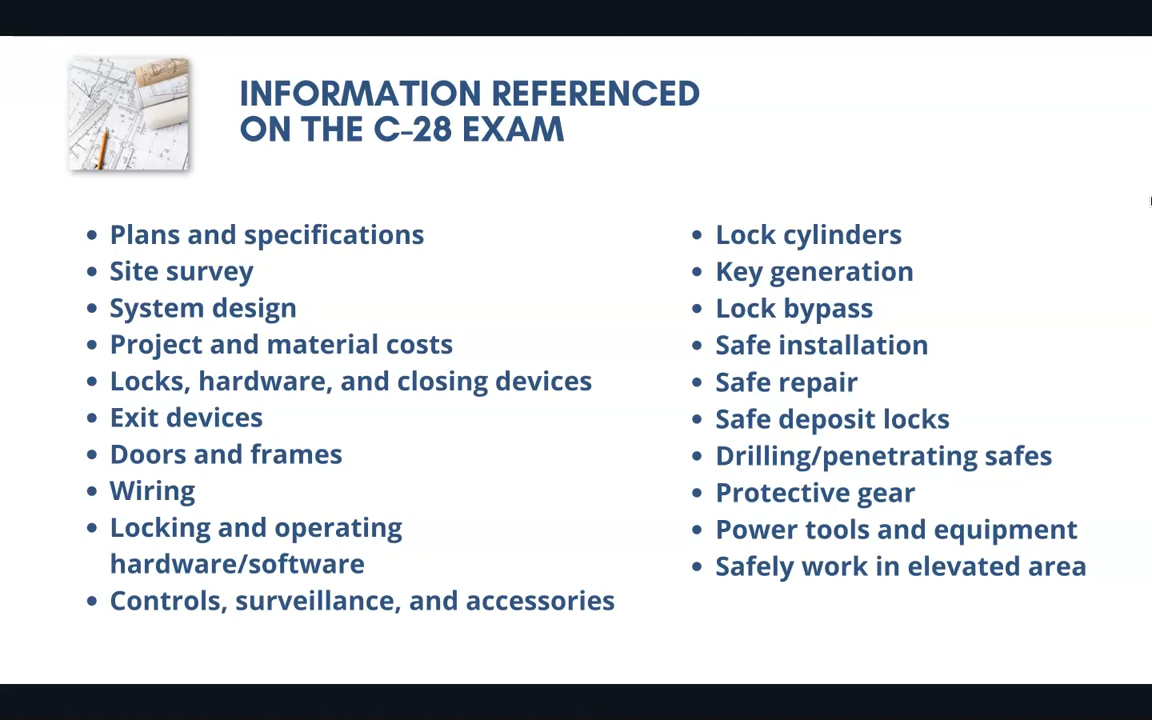 INFORMATION REFERENCED
ON THE C-28 EXAM
• Plans and specifications
• Site survey
• System design
• Project and material costs
• Locks, hardware, and closing devices
• Exit devices
• Doors and frames
• Wiring
• Locking and operating
hardware/software
• Controls, surveillance, and accessories
• Lock cylinders
• Key generation
• Lock bypass
• Safe installation
• Safe repair
• Safe deposit locks
• Drilling/penetrating safes
• Protective gear
• Power tools and equipment
• Safely work in elevated area